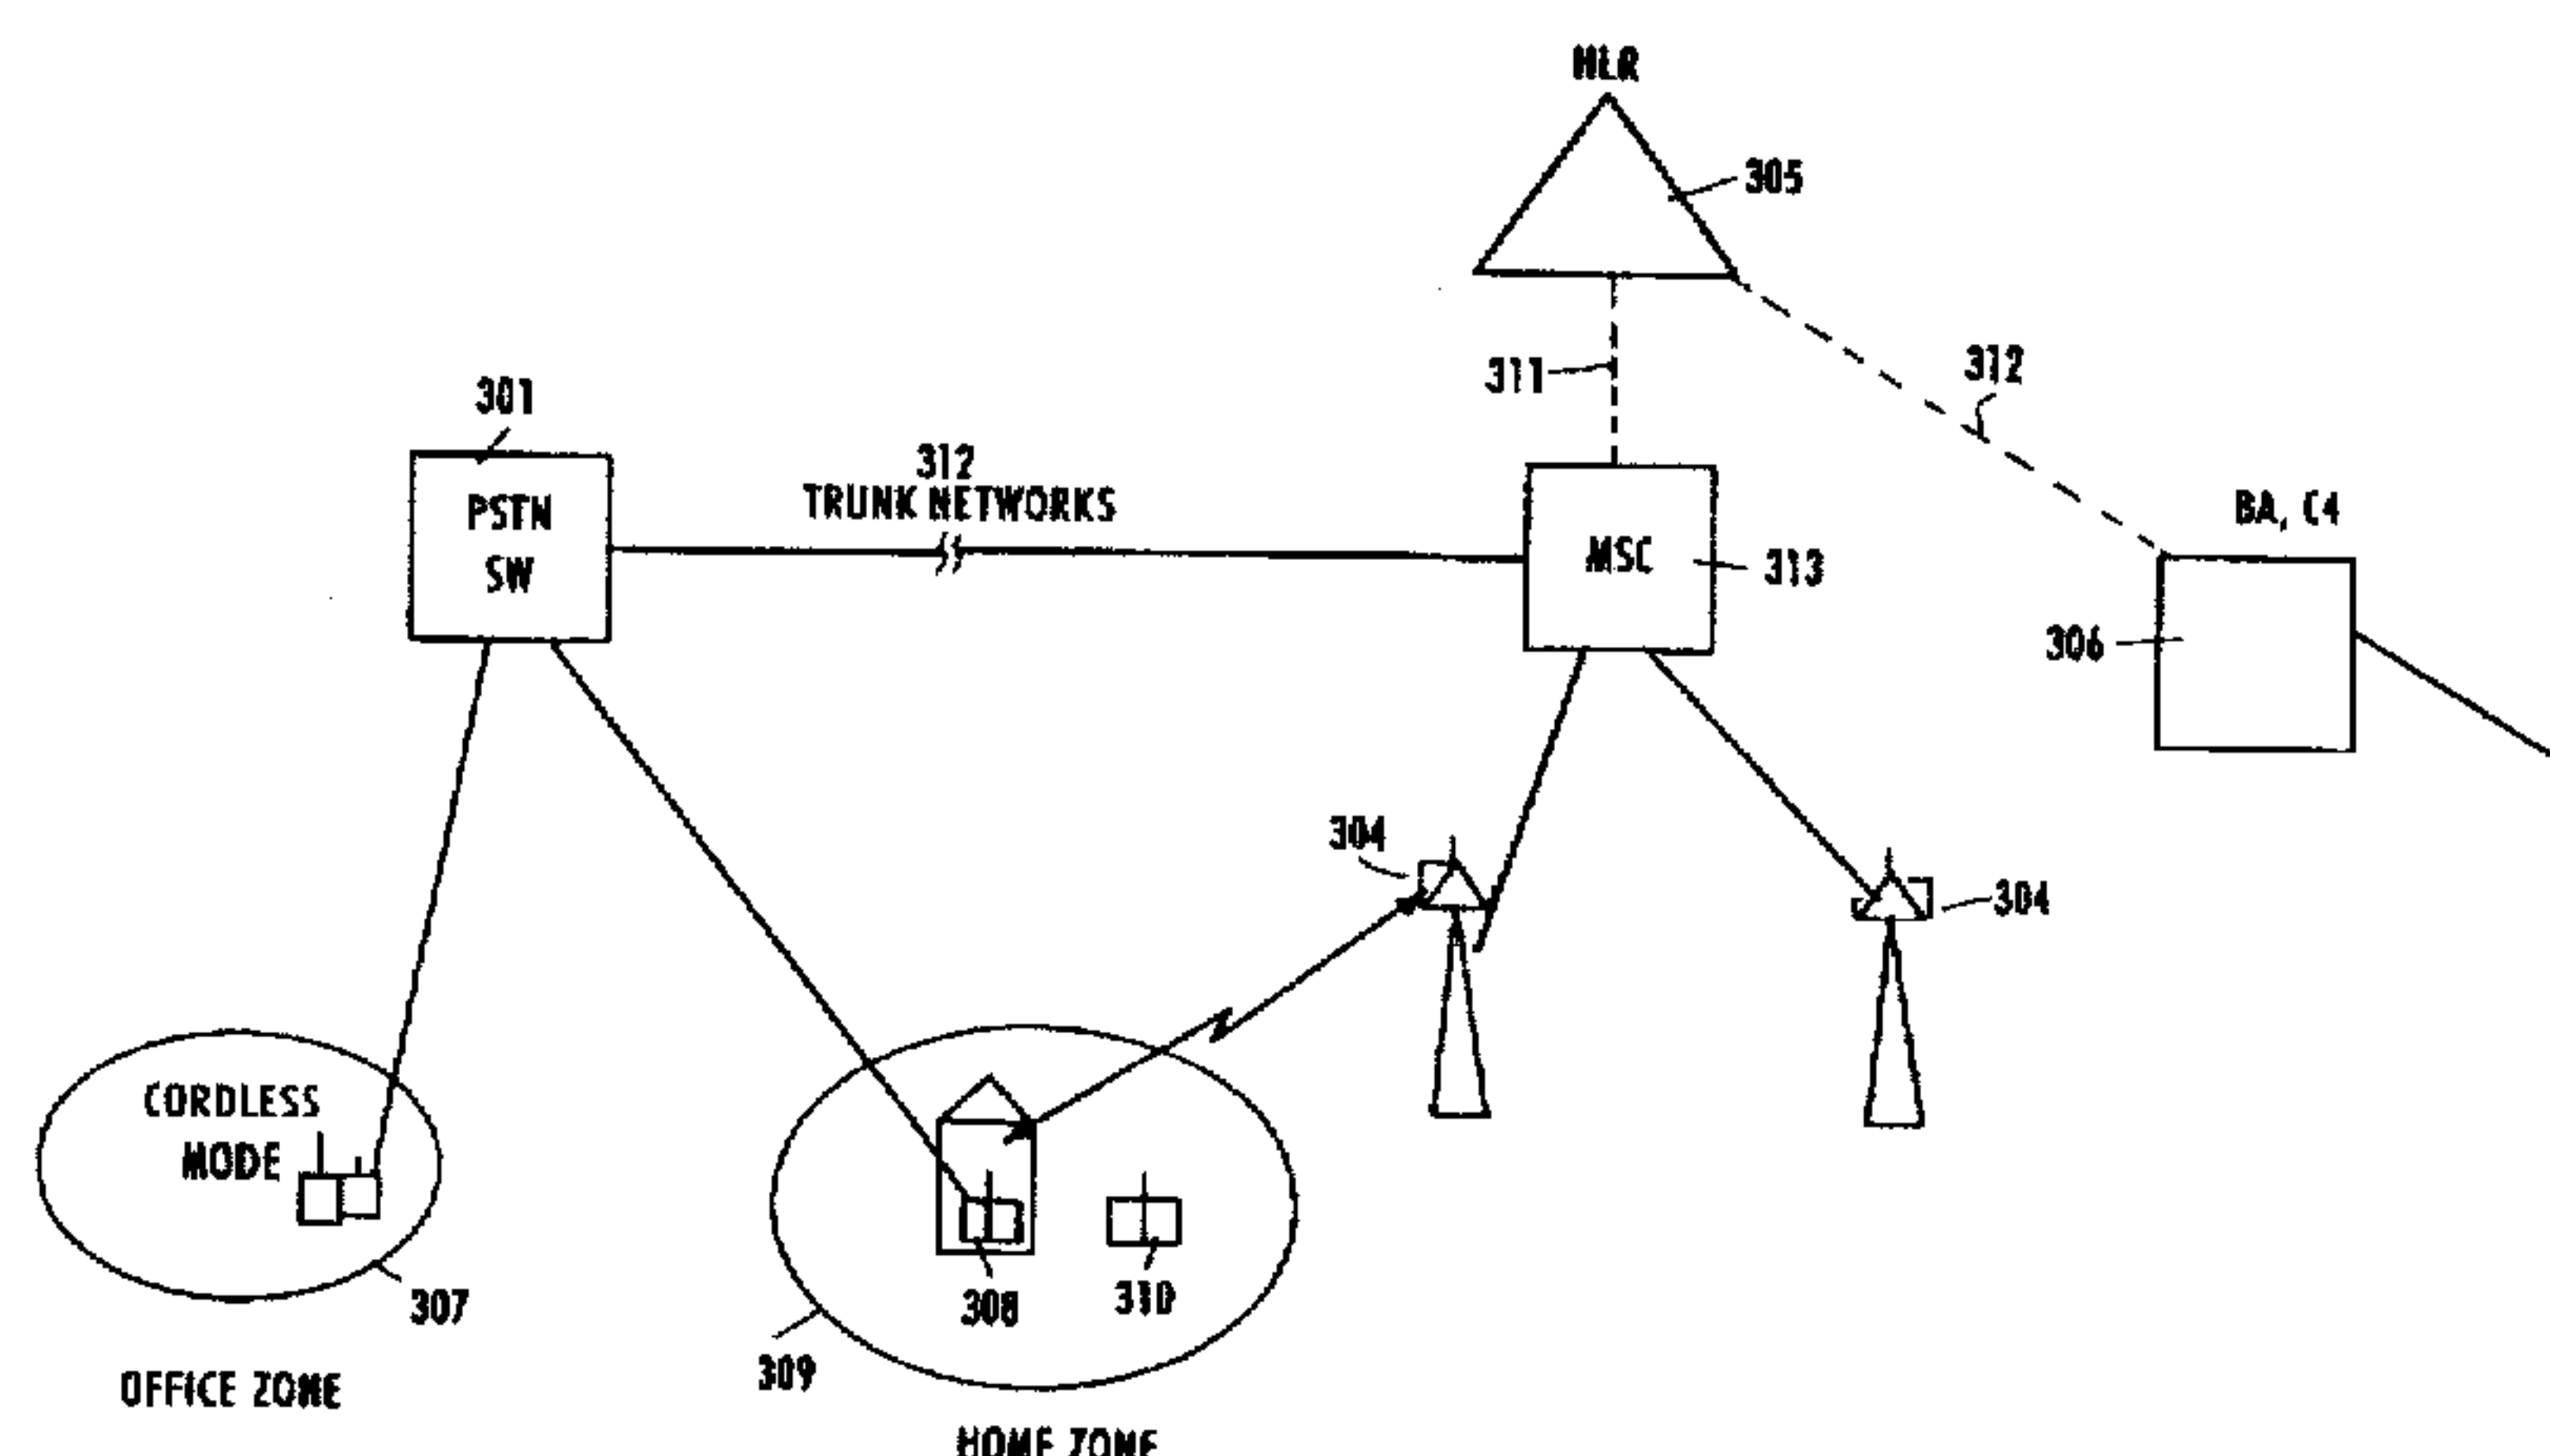 HLR
305
311
312
301
312
TRUNK NETWORKS
PSTN
SW
MSC
313
BA, C4
306
304
304
CORDLESS
MODE
307
308
310
309
OFFICE ZONE
HOME ZONE